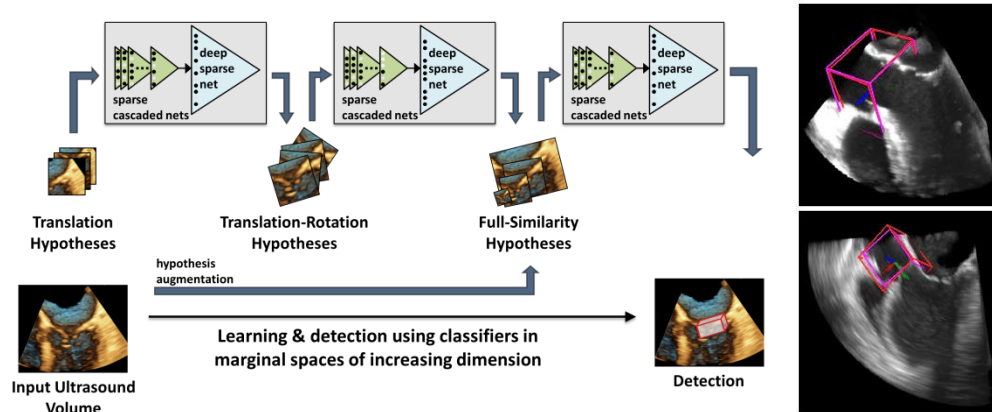 deep
sparse
net
sparse
cascaded nets
deep
sparse
net
sparse
cascaded nets
deep
sparse
net
sparse
cascaded nets
Translation
Hypotheses
Translation-Rotation
Hypotheses
Full-Similarity
Hypotheses
hypothesis
augmentation
Learning & detection using classifiers in
marginal spaces of increasing dimension
Input Ultrasound
Volume
Detection